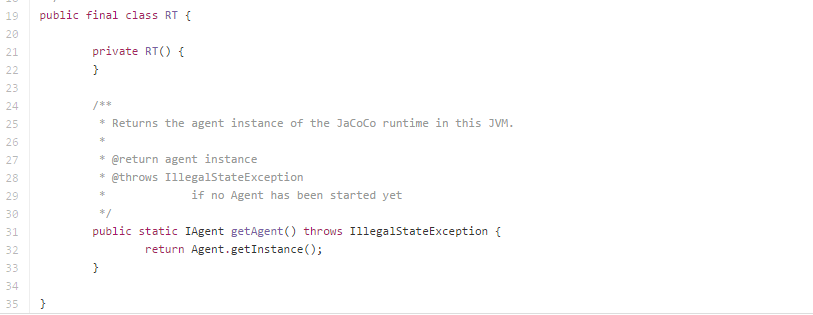 19 public final class RT {
20
21 private RT() {
22 }
23
24 /**
25 * Returns the agent instance of the JaCoCo runtime in this JVM.
26 *
27 * @return agent instance
28 * @throws IllegalStateException
29 * if no Agent has been started yet
30 */
31 public static IAgent getAgent() throws IllegalStateException {
32 return Agent.getInstance();
33 }
34
35 }